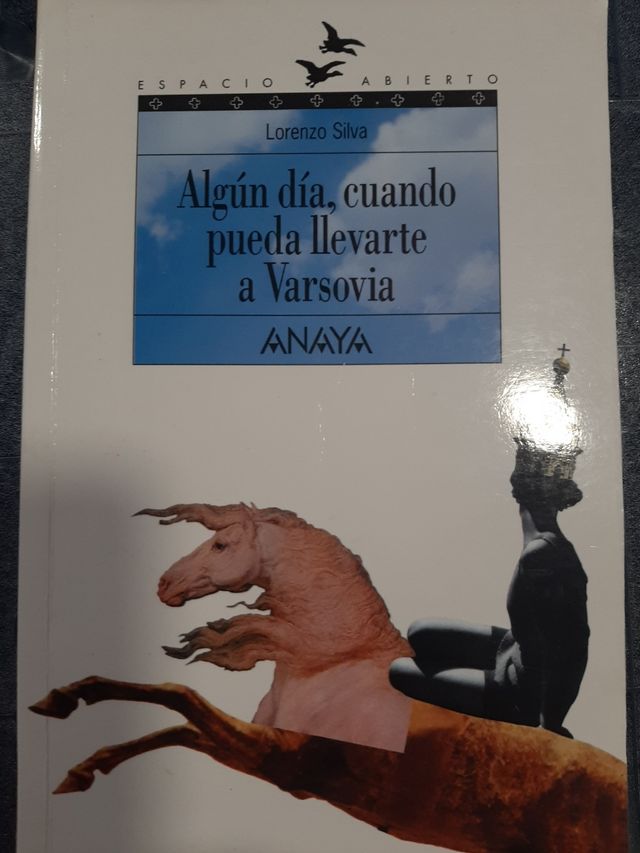 ESPACIO ABIERTO
Lorenzo Silva
Algún día, cuando
pueda llevarte
a Varsovia
ANAYA